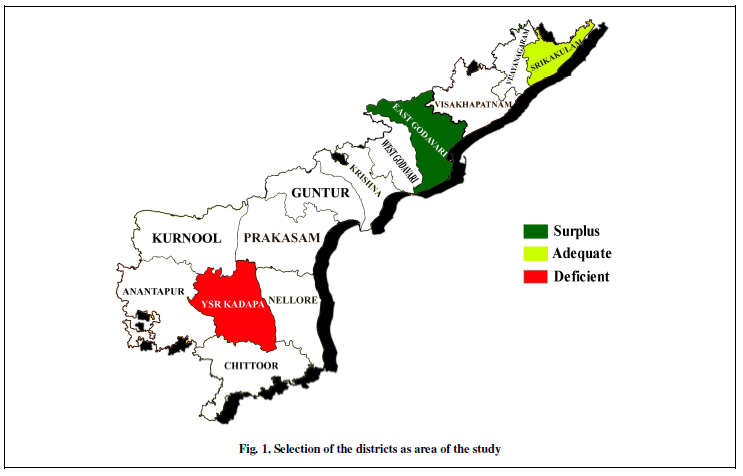 VIZAYANAGARAM
SRIKAKULAM
VISAKHAPATNAM
EAST GODAVARI
WEST GODAVARI
KRISHNA
GUNTUR
KURNOOL
PRAKASAM
Surplus
Adequate
Deficient
ANANTAPUR
YSR KADAPA
NELLORE
CHITTOOR
Fig. 1. Selection of the districts as area of the study